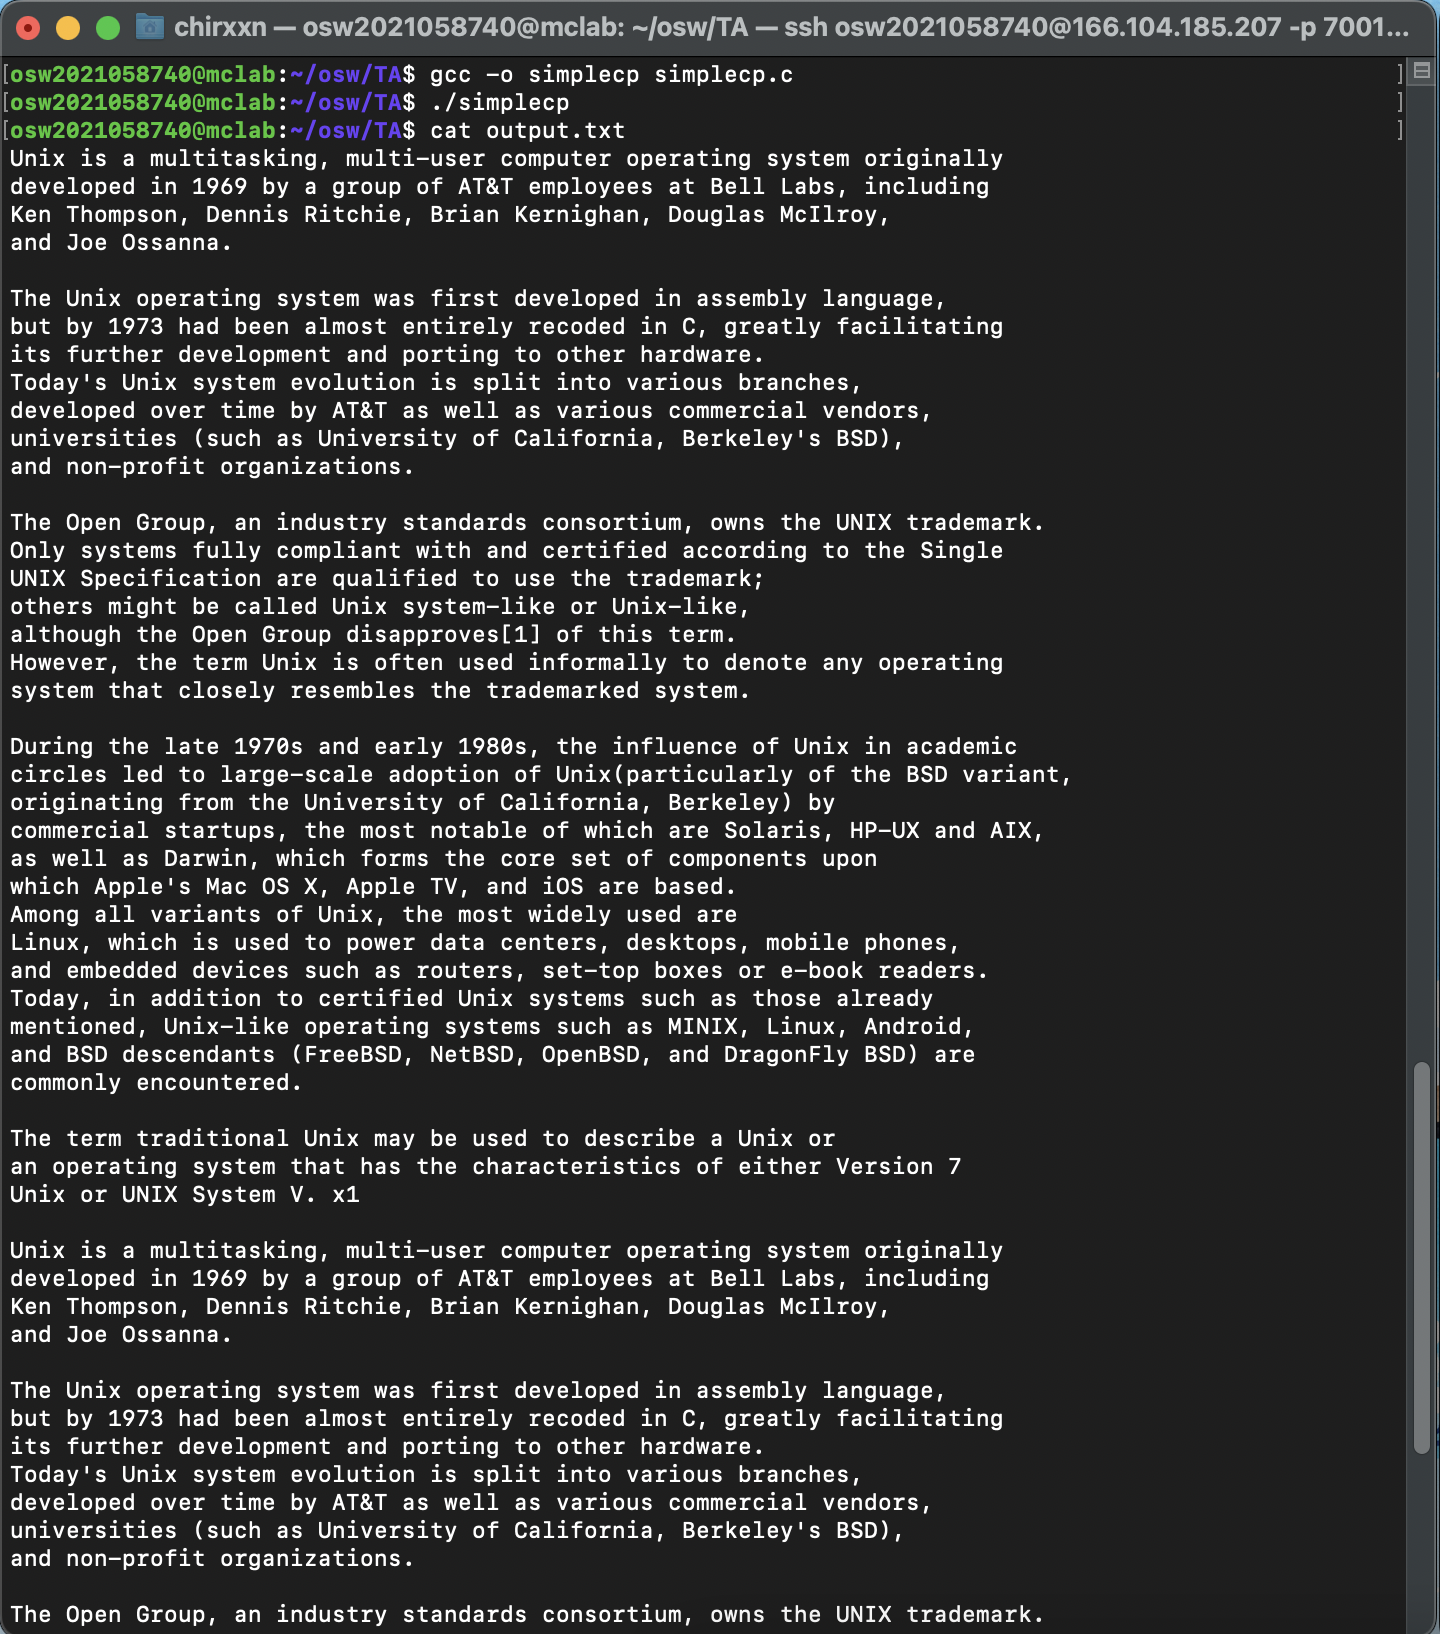 chirxxn — osw2021058740@mclab: ~/osw/TA — ssh osw2021058740@166.104.185.207 -p 7001...
[osw2021058740@mclab:~/osw/TA$ gcc -o simplecp simplecp.c ]
[osw2021058740@mclab:~/osw/TA$ ./simplecp ]
[osw2021058740@mclab:~/osw/TA$ cat output.txt ]
Unix is a multitasking, multi-user computer operating system originally
developed in 1969 by a group of AT&T employees at Bell Labs, including
Ken Thompson, Dennis Ritchie, Brian Kernighan, Douglas McIlroy,
and Joe Ossanna.

The Unix operating system was first developed in assembly language,
but by 1973 had been almost entirely recoded in C, greatly facilitating
its further development and porting to other hardware.
Today's Unix system evolution is split into various branches,
developed over time by AT&T as well as various commercial vendors,
universities (such as University of California, Berkeley's BSD),
and non-profit organizations.

The Open Group, an industry standards consortium, owns the UNIX trademark.
Only systems fully compliant with and certified according to the Single
UNIX Specification are qualified to use the trademark;
others might be called Unix system-like or Unix-like,
although the Open Group disapproves[1] of this term.
However, the term Unix is often used informally to denote any operating
system that closely resembles the trademarked system.

During the late 1970s and early 1980s, the influence of Unix in academic
circles led to large-scale adoption of Unix(particularly of the BSD variant,
originating from the University of California, Berkeley) by
commercial startups, the most notable of which are Solaris, HP-UX and AIX,
as well as Darwin, which forms the core set of components upon
which Apple's Mac OS X, Apple TV, and iOS are based.
Among all variants of Unix, the most widely used are
Linux, which is used to power data centers, desktops, mobile phones,
and embedded devices such as routers, set-top boxes or e-book readers.
Today, in addition to certified Unix systems such as those already
mentioned, Unix-like operating systems such as MINIX, Linux, Android,
and BSD descendants (FreeBSD, NetBSD, OpenBSD, and DragonFly BSD) are
commonly encountered.

The term traditional Unix may be used to describe a Unix or
an operating system that has the characteristics of either Version 7
Unix or UNIX System V. x1

Unix is a multitasking, multi-user computer operating system originally
developed in 1969 by a group of AT&T employees at Bell Labs, including
Ken Thompson, Dennis Ritchie, Brian Kernighan, Douglas McIlroy,
and Joe Ossanna.

The Unix operating system was first developed in assembly language,
but by 1973 had been almost entirely recoded in C, greatly facilitating
its further development and porting to other hardware.
Today's Unix system evolution is split into various branches,
developed over time by AT&T as well as various commercial vendors,
universities (such as University of California, Berkeley's BSD),
and non-profit organizations.

The Open Group, an industry standards consortium, owns the UNIX trademark.